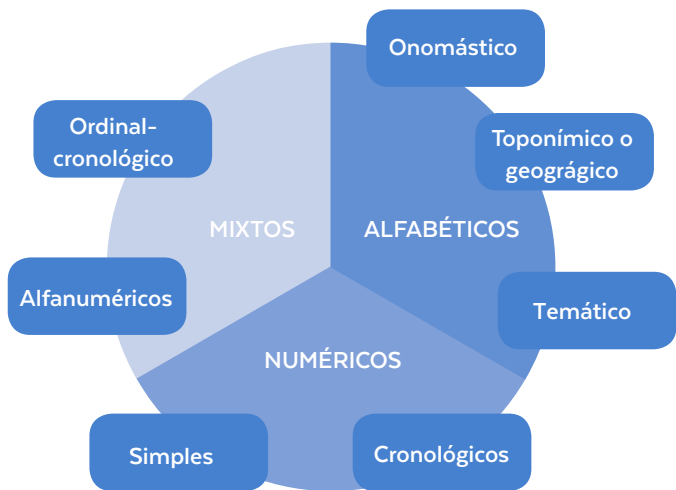 Onomástico
Ordinal-
cronológico
Toponímico o
geográgico
MIXTOS
ALFABÉTICOS
Alfanuméricos
Temático
NUMÉRICOS
Simples
Cronológicos